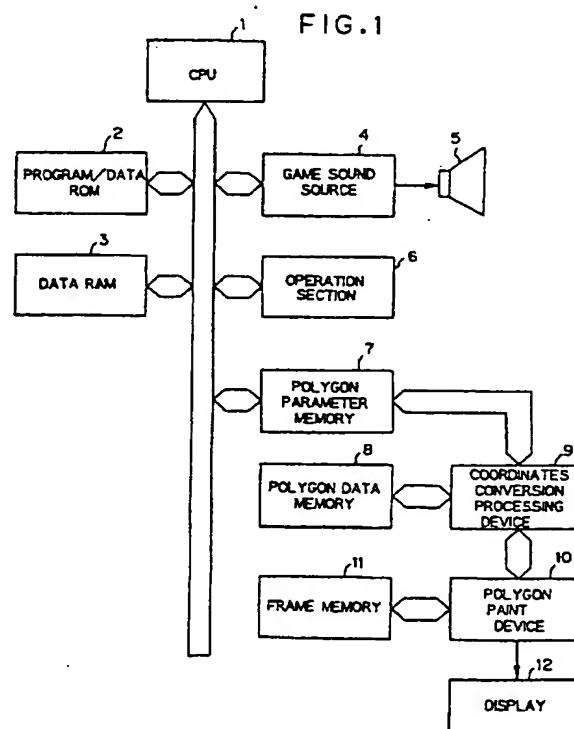 FIG.1
1
CPU
2
PROGRAM/DATA
ROM
4
GAME SOUND
SOURCE
5
3
DATA RAM
6
OPERATION
SECTION
7
POLYGON
PARAMETER
MEMORY
8
POLYGON DATA
MEMORY
9
COORDINATES
CONVERSION
PROCESSING
DEVICE
11
FRAME MEMORY
10
POLYGON
PAINT
DEVICE
12
DISPLAY